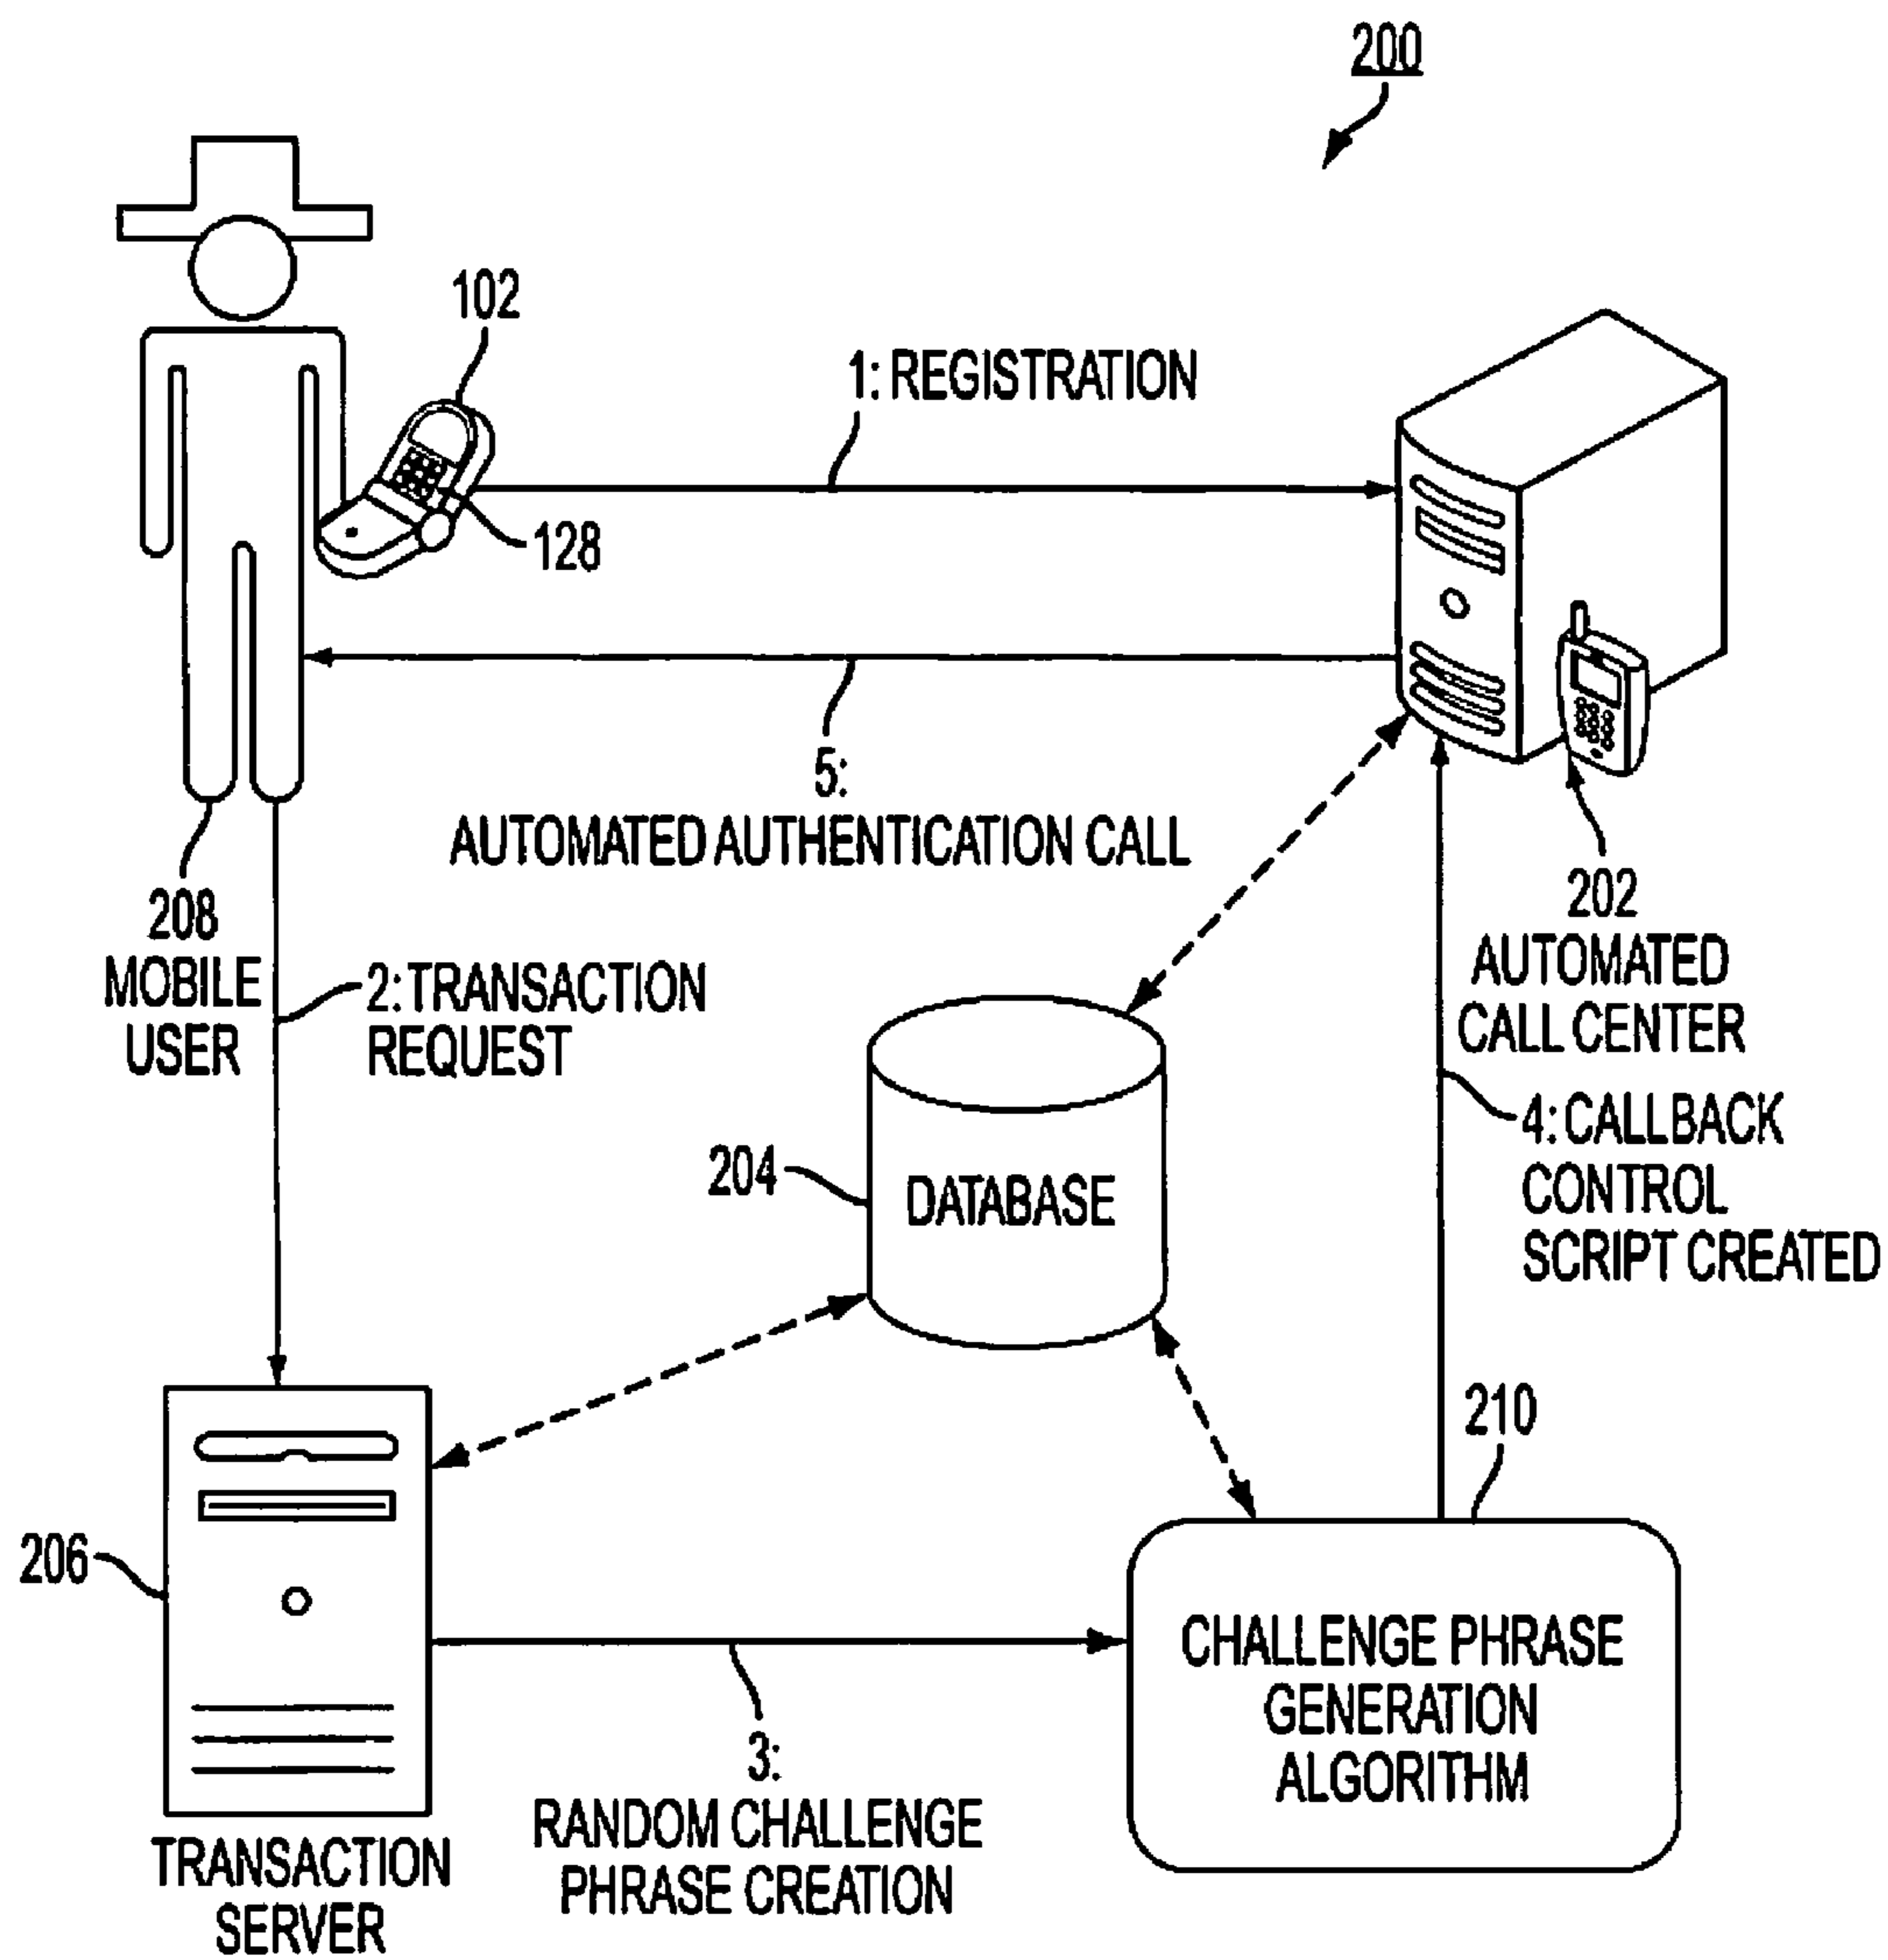 200
102
1: REGISTRATION
128
5:
AUTOMATED AUTHENTICATION CALL
208
MOBILE
USER
202
AUTOMATED
CALL CENTER
2: TRANSACTION
REQUEST
4: CALLBACK
CONTROL
SCRIPT CREATED
204
DATABASE
210
206
CHALLENGE PHRASE
GENERATION
ALGORITHM
3:
RANDOM CHALLENGE
PHRASE CREATION
TRANSACTION
SERVER